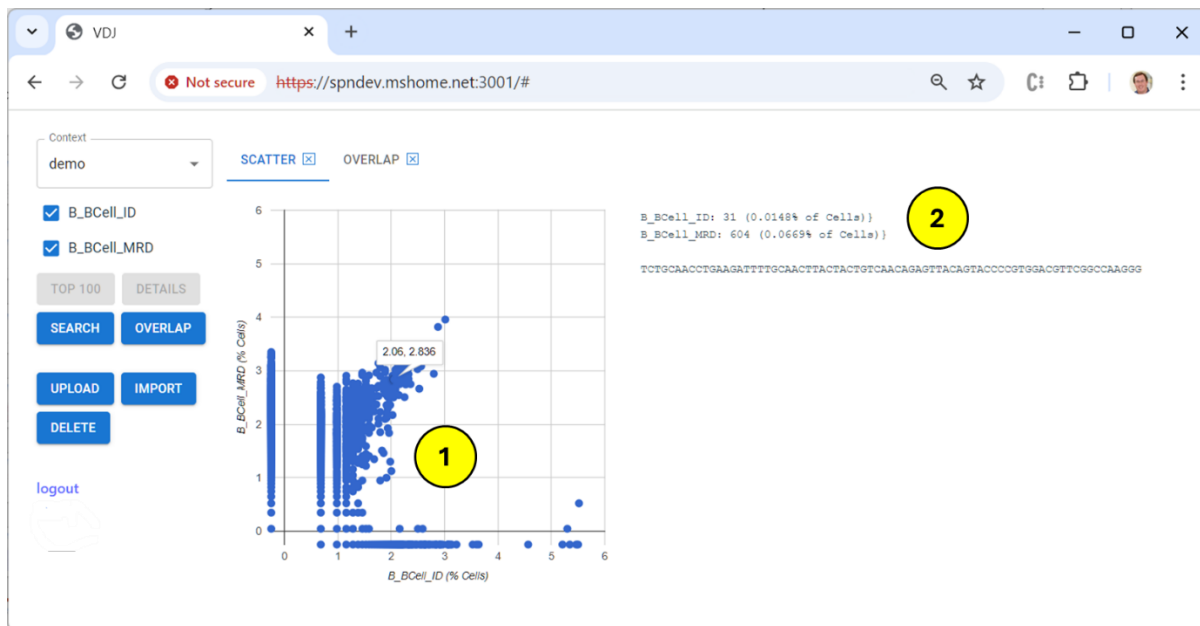 VDJ
Not secure https://spndev.mshome.net:3001/#
Context
demo
SCATTER
OVERLAP
B_BCell_ID
B_BCell_MRD
TOP 100
DETAILS
SEARCH
OVERLAP
UPLOAD
IMPORT
DELETE
logout
6
5
4
3
2
1
0
B_BCell_MRD (% Cells)
2.06, 2.836
1
0
1
2
3
4
5
6
B_BCell_ID (% Cells)
B_BCell_ID: 31 (0.0148% of Cells)}
B_BCell_MRD: 604 (0.0669% of Cells)}
2
TCTGCAACCTGAAGATTTTGCAACTTACTACTGTCAACAGAGTTACAGTACCCCGTGGACGTTCGGCCAAGGG